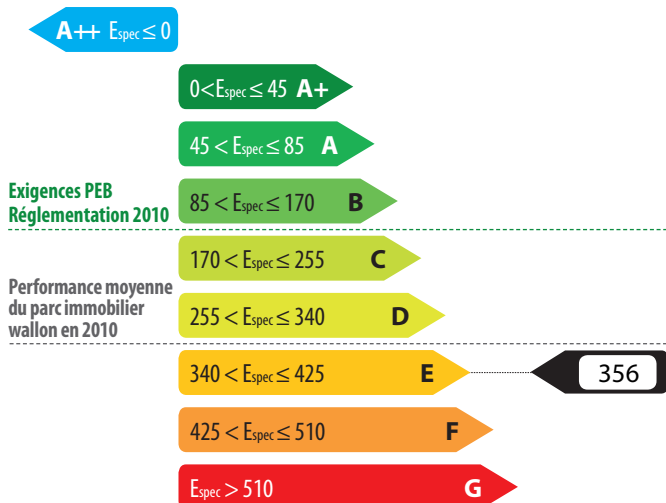 A++ Espec ≤ 0
0<Espec ≤ 45 A+
45 < Espec ≤ 85 A
Exigences PEB
Réglementation 2010
85 < Espec ≤ 170 B
170 < Espec ≤ 255 C
Performance moyenne
du parc immobilier
wallon en 2010
255 < Espec ≤ 340 D
340 < Espec ≤ 425 E
356
425 < Espec ≤ 510 F
Espec > 510 G